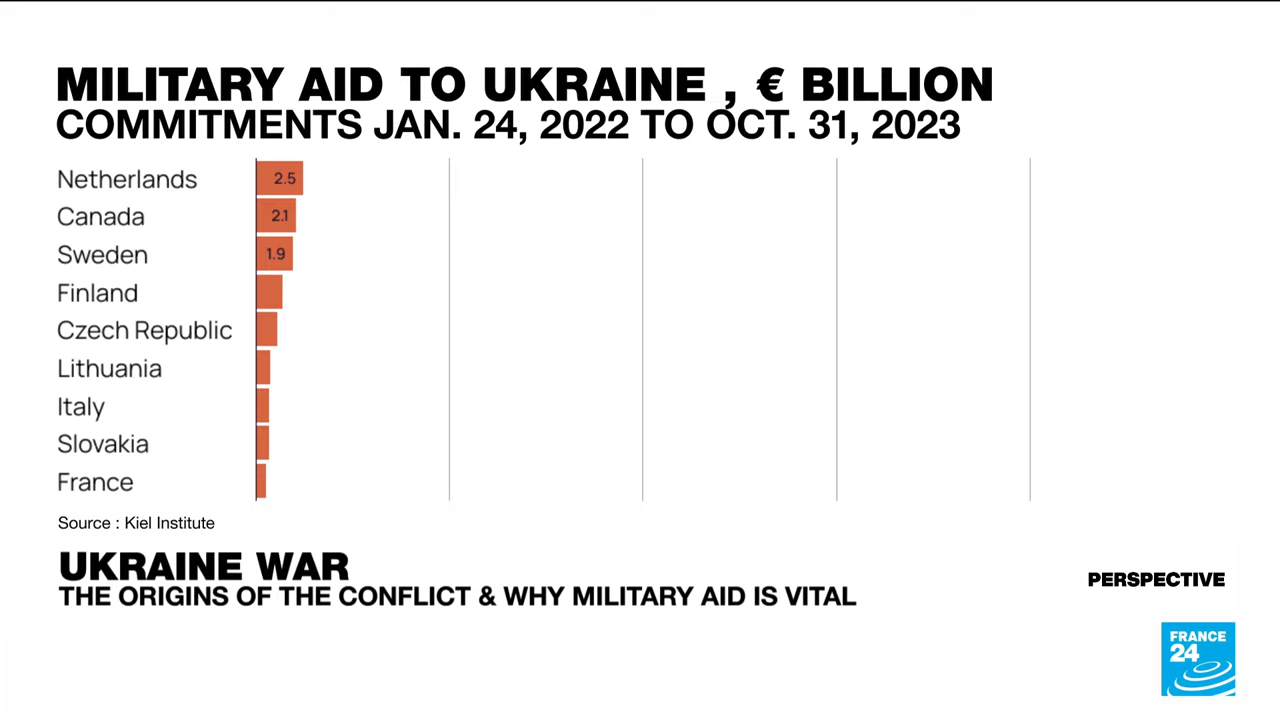 MILITARY AID TO UKRAINE , € BILLION
COMMITMENTS JAN. 24, 2022 TO OCT. 31, 2023
Netherlands 2.5
Canada 2.1
Sweden 1.9
Finland
Czech Republic
Lithuania
Italy
Slovakia
France
Source : Kiel Institute
UKRAINE WAR
THE ORIGINS OF THE CONFLICT & WHY MILITARY AID IS VITAL
PERSPECTIVE
FRANCE
24